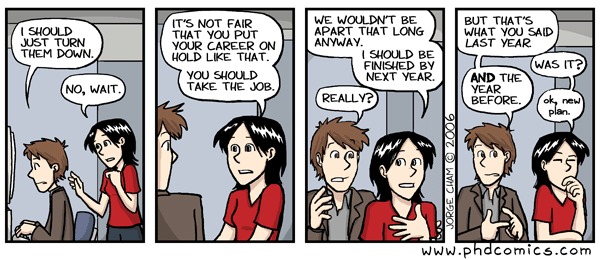 I SHOULD
JUST TURN
THEM DOWN.
NO, WAIT.
IT'S NOT FAIR
THAT YOU PUT
YOUR CAREER ON
HOLD LIKE THAT.
YOU SHOULD
TAKE THE JOB.
WE WOULDN'T BE
APART THAT LONG
ANYWAY.
I SHOULD BE
FINISHED BY
NEXT YEAR.
REALLY?
JORGE CHAM © 2006
BUT THAT'S
WHAT YOU SAID
LAST YEAR.
WAS IT?
AND THE
YEAR
BEFORE.
ok, new
plan.
www.phdcomics.com